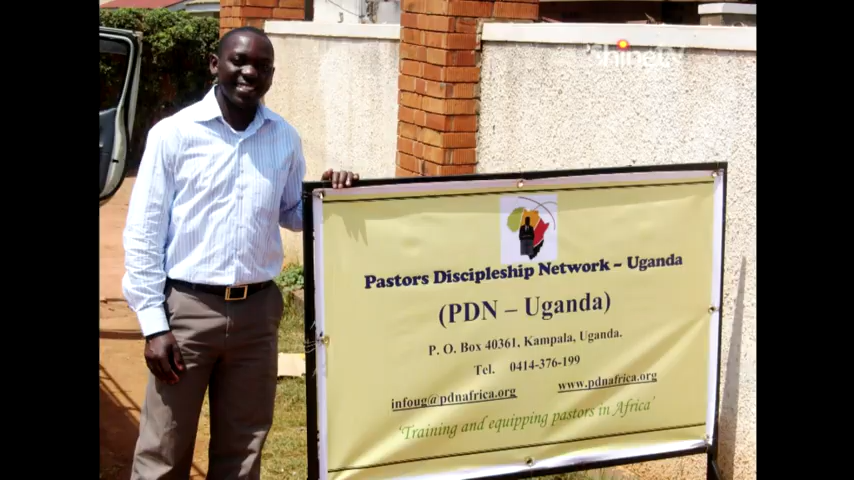 Shinetv
Pastors Discipleship Network – Uganda
(PDN – Uganda)
P. O. Box 40361, Kampala, Uganda.
Tel. 0414-376-199
infoug@pdnafrica.org www.pdnafrica.org
‘Training and equipping pastors in Africa’